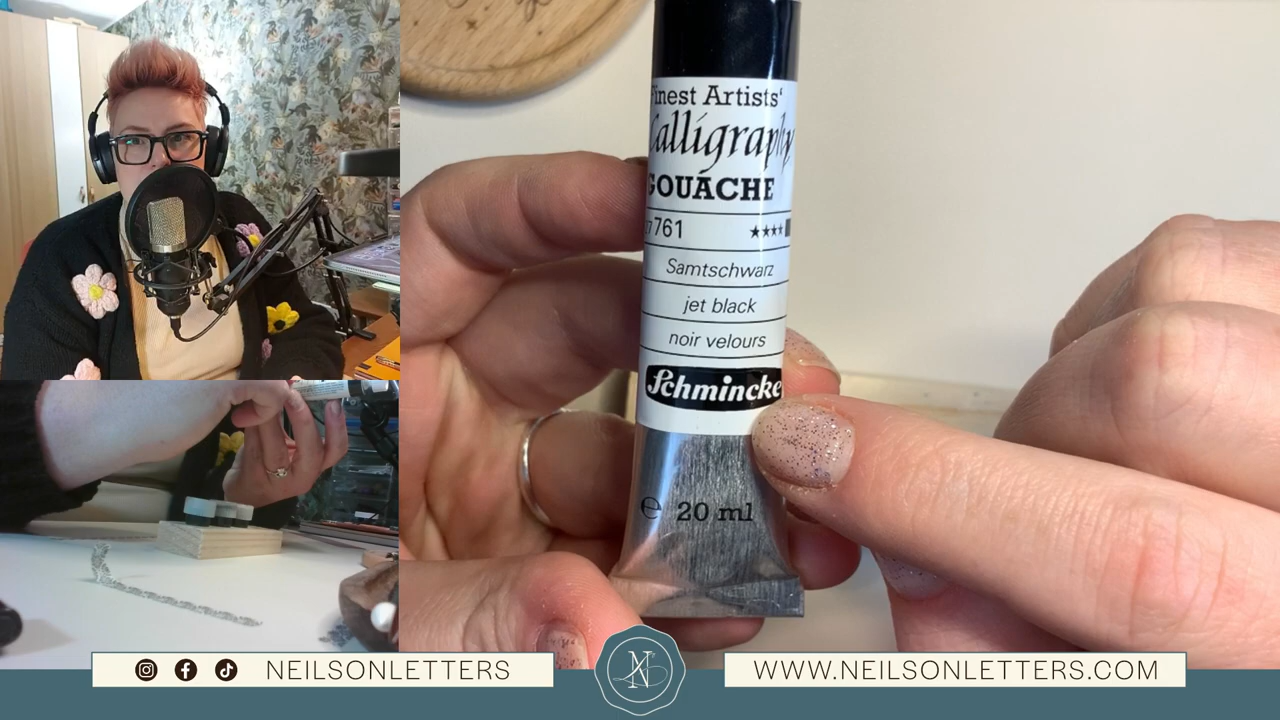 Finest Artists'
Calligraphy
GOUACHE
761 ★★★★
Samtschwarz
jet black
noir velours
Schmincke
e 20 ml
NEILSONLETTERS
N
WWW.NEILSONLETTERS.COM